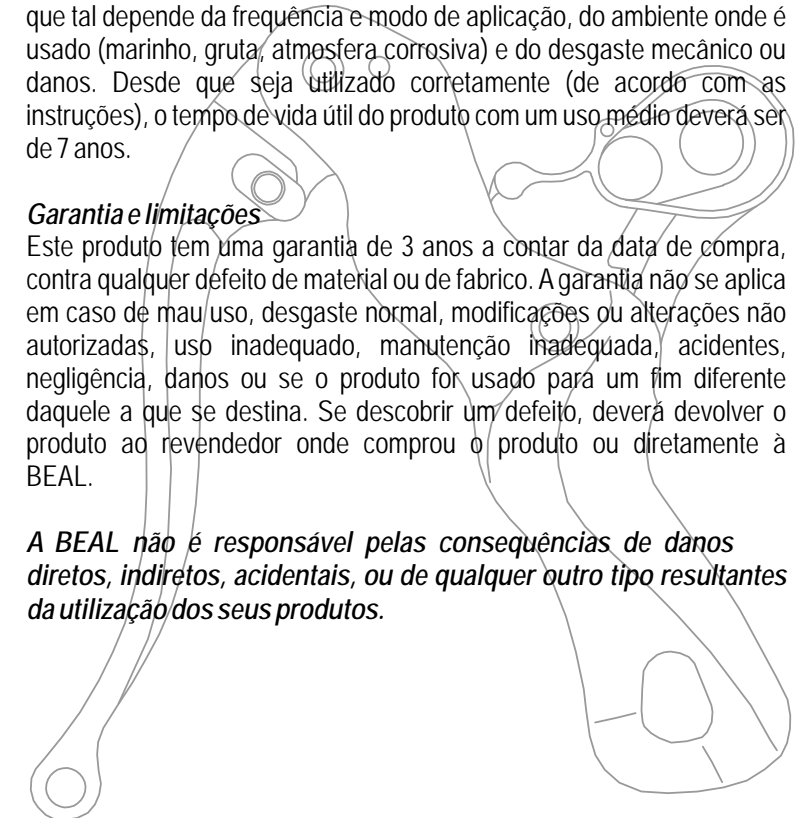 que tal depende da frequência e modo de aplicação, do ambiente onde é
usado (marinho, gruta, atmosfera corrosiva) e do desgaste mecânico ou
danos. Desde que seja utilizado corretamente (de acordo com as
instruções), o tempo de vida útil do produto com um uso médio deverá ser
de 7 anos.
Garantia e limitações
Este produto tem uma garantia de 3 anos a contar da data de compra,
contra qualquer defeito de material ou de fabrico. A garantia não se aplica
em caso de mau uso, desgaste normal, modificações ou alterações não
autorizadas, uso inadequado, manutenção inadequada, acidentes,
negligência, danos ou se o produto for usado para um fim diferente
daquele a que se destina. Se descobrir um defeito, deverá devolver o
produto ao revendedor onde comprou o produto ou diretamente à
BEAL.
A BEAL não é responsável pelas consequências de danos
diretos, indiretos, acidentais, ou de qualquer outro tipo resultantes
da utilização dos seus produtos.